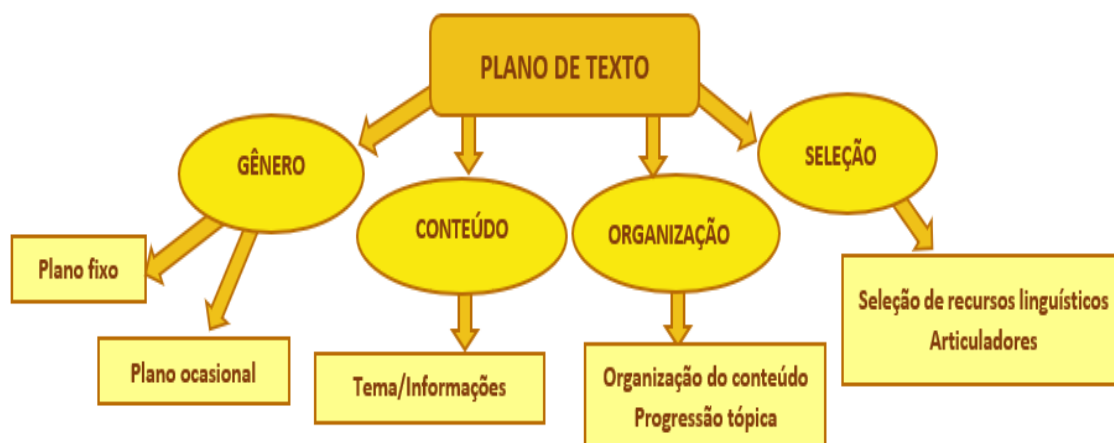 PLANO DE TEXTO
GÊNERO
CONTEÚDO
ORGANIZAÇÃO
SELEÇÃO
Plano fixo
Plano ocasional
Tema/Informações
Organização do conteúdo
Progressão tópica
Seleção de recursos linguísticos
Articuladores